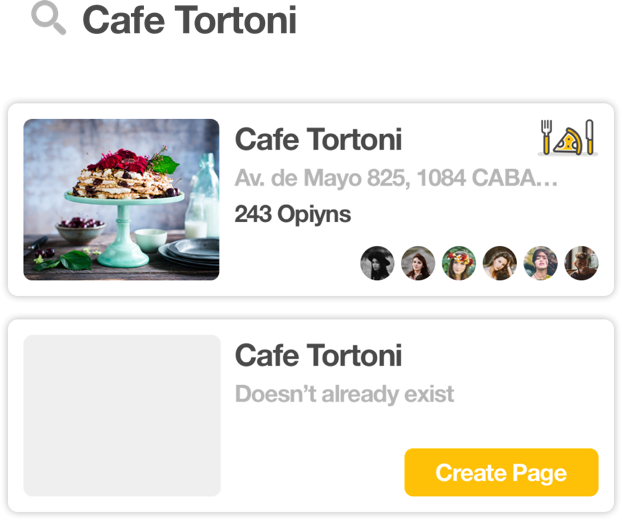 Cafe Tortoni
Cafe Tortoni
Av. de Mayo 825, 1084 CABA...
243 Opiyns
Cafe Tortoni
Doesn't already exist
Create Page